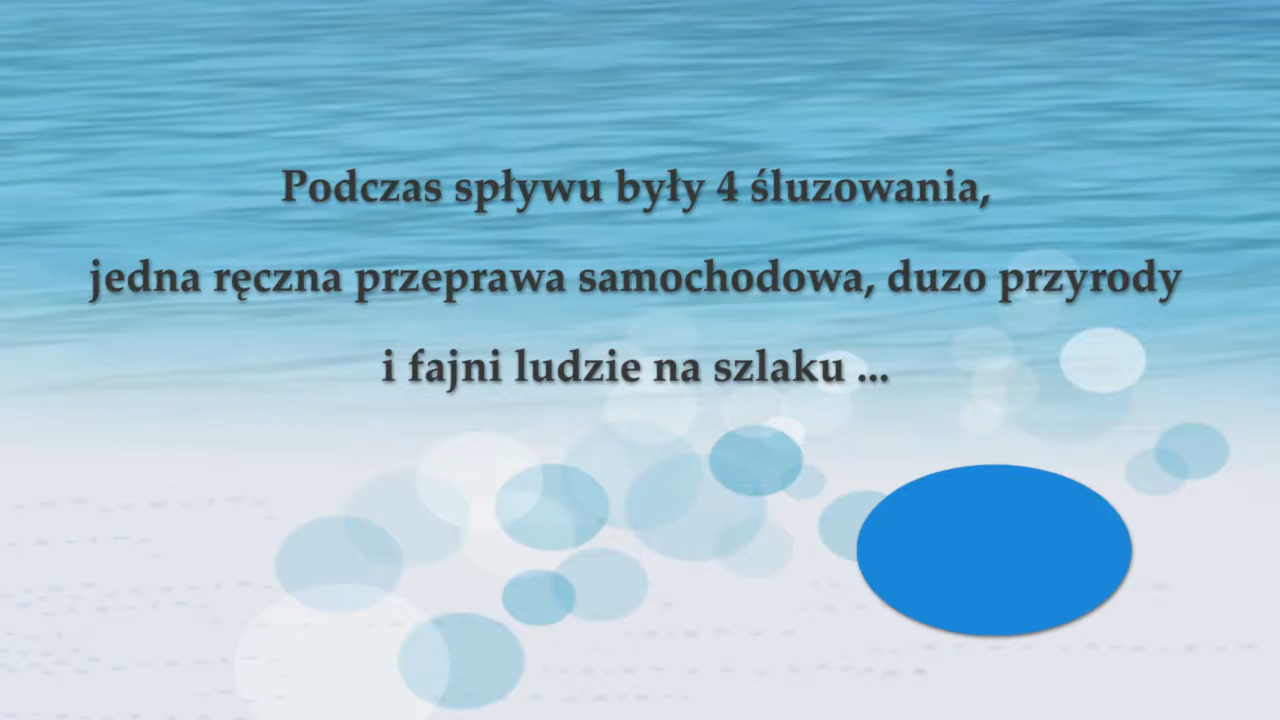 Podczas spływu były 4 śluzowania,
jedna ręczna przeprawa samochodowa, duzo przyrody
i fajni ludzie na szlaku ...